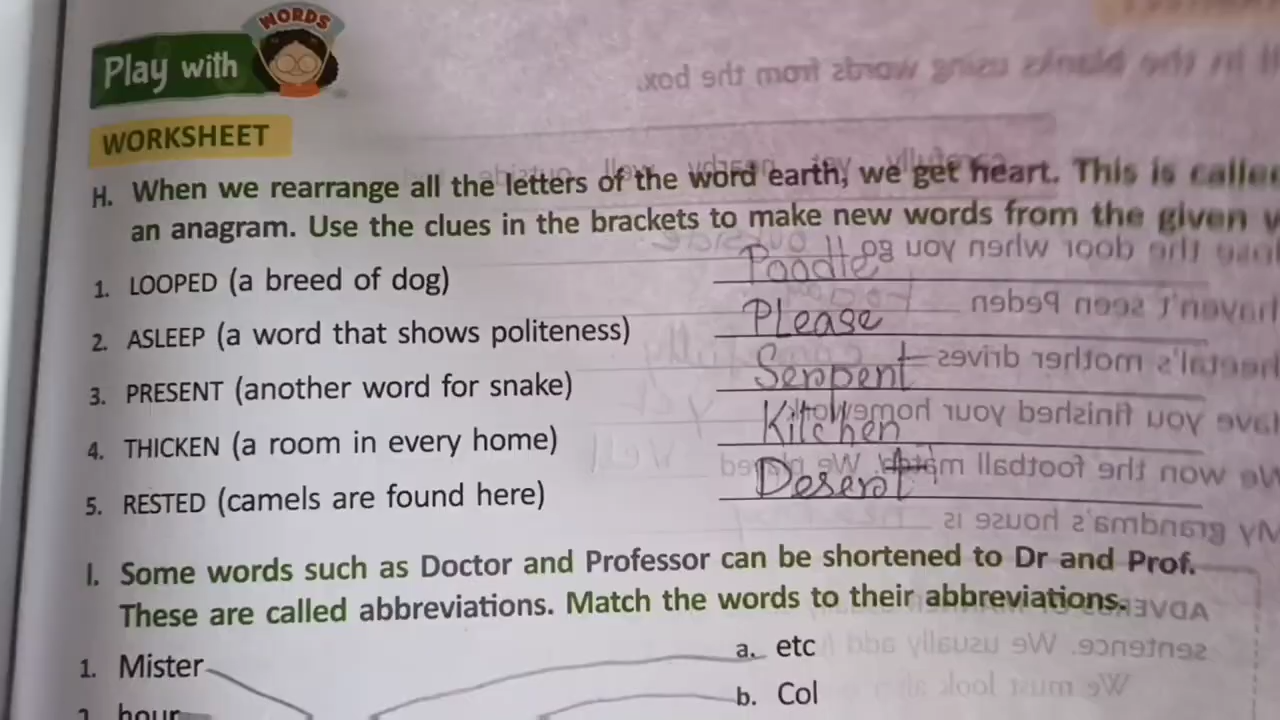 WORDS
Play with
WORKSHEET
H. When we rearrange all the letters of the word earth, we get heart. This is called
an anagram. Use the clues in the brackets to make new words from the given
1. LOOPED (a breed of dog) Poodle
2. ASLEEP (a word that shows politeness) Please
3. PRESENT (another word for snake) Serpent
4. THICKEN (a room in every home) Kitchen
5. RESTED (camels are found here) Desert
I. Some words such as Doctor and Professor can be shortened to Dr and Prof.
These are called abbreviations. Match the words to their abbreviations.
1. Mister a. etc
2. hour b. Col